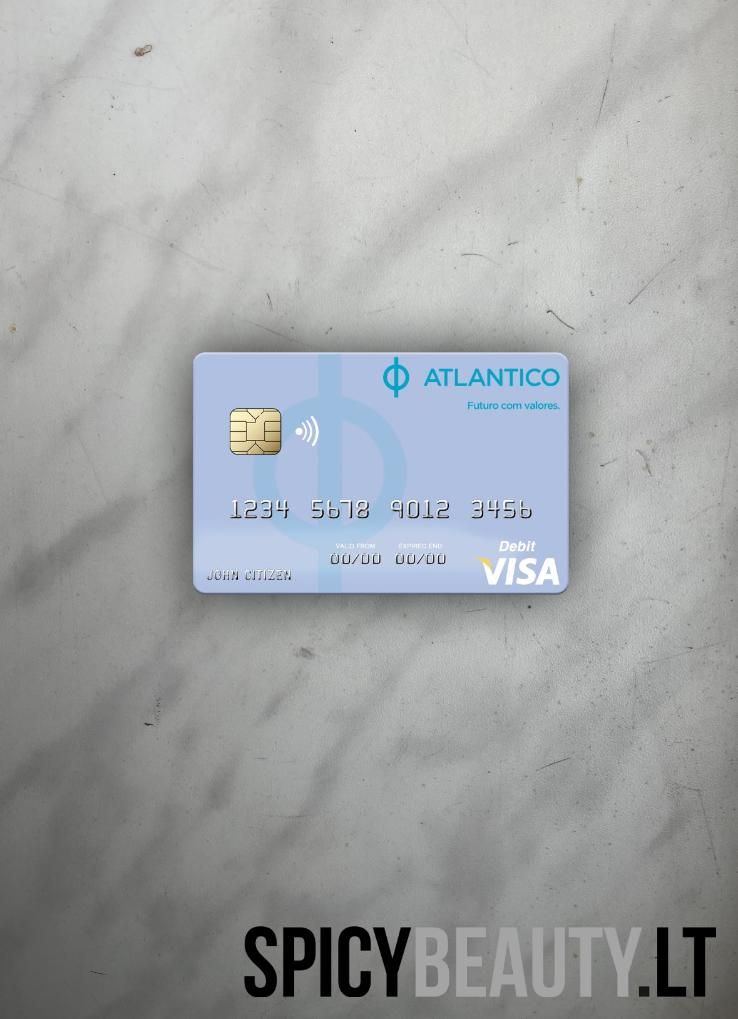 ATLANTICO
Futuro com valores.
1234 5678 9012 3456
VALID FROM EXPIRES END
00/00 00/00
JOHN CITIZEN
Debit
VISA
SPICYBEAUTY.LT